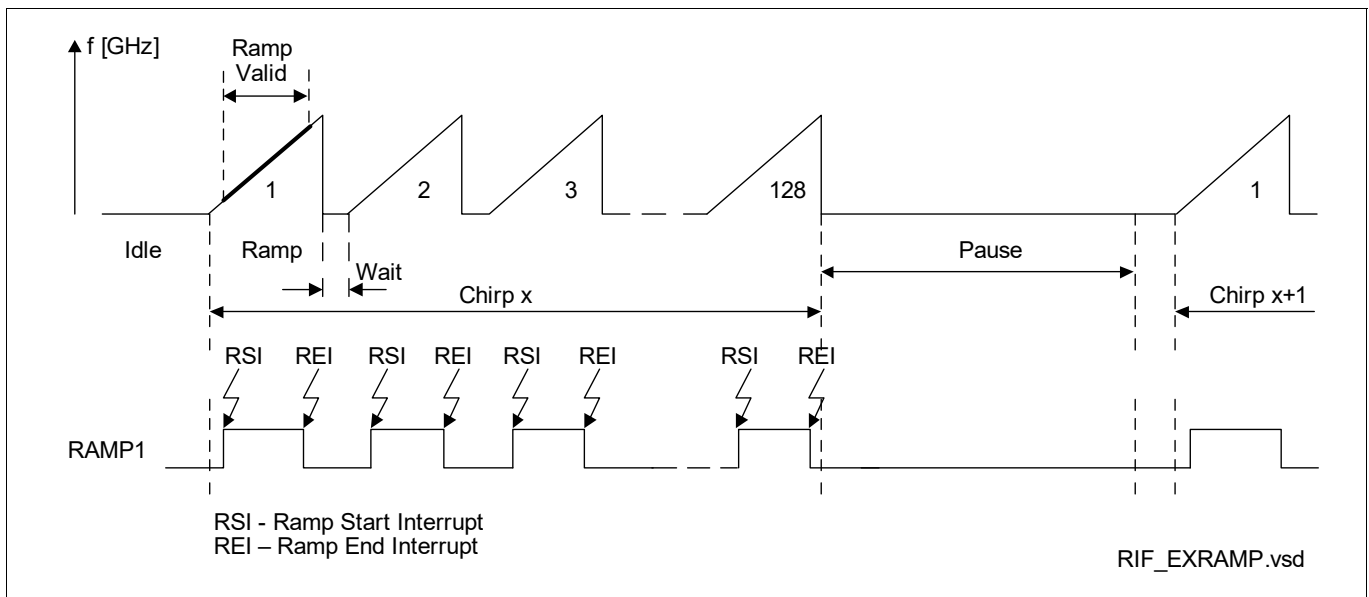 f [GHz]
Ramp
Valid
1
2
3
128
1
Idle
Ramp
Wait
Pause
Chirp x
Chirp x+1
RSI
REI
RSI
REI
RSI
REI
RSI
REI
RAMP1
RSI - Ramp Start Interrupt
REI – Ramp End Interrupt
RIF_EXRAMP.vsd